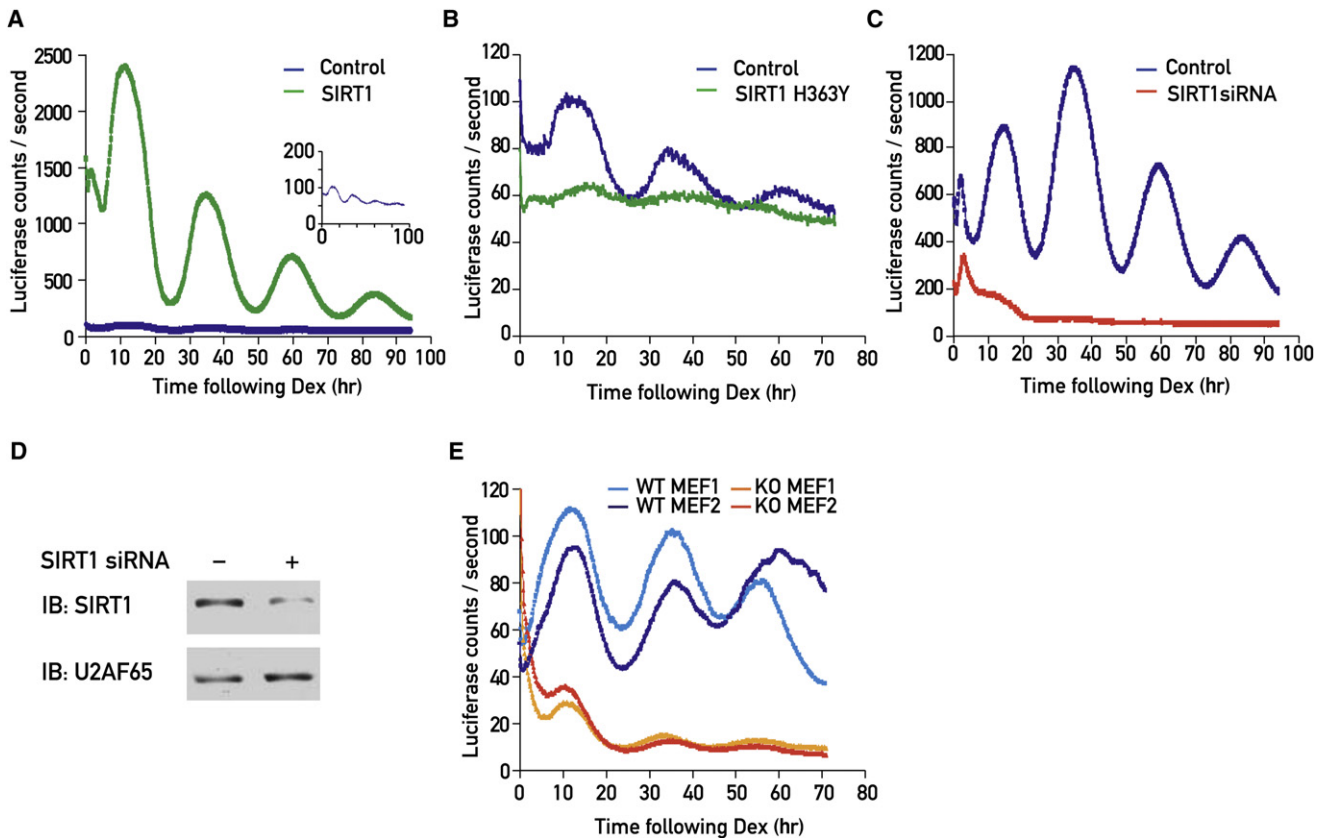 A
Luciferase counts / second
2500
2000
1500
1000
500
0
0 10 20 30 40 50 60 70 80 90 100
Time following Dex (hr)
Control
SIRT1
200
100
0
0 100
B
Luciferase counts / second
120
100
80
60
40
20
0
0 10 20 30 40 50 60 70 80
Time following Dex (hr)
Control
SIRT1 H363Y
C
Luciferase counts / second
1200
1000
800
600
400
200
0
1200
1000
0 10 20 30 40 50 60 70 80 90 100
Time following Dex (hr)
Control
SIRT1siRNA
D
SIRT1 siRNA − +
IB: SIRT1
IB: U2AF65
E
Luciferase counts / second
120
100
80
60
40
20
0
0 10 20 30 40 50 60 70 80
Time following Dex (hr)
WT MEF1 KO MEF1
WT MEF2 KO MEF2